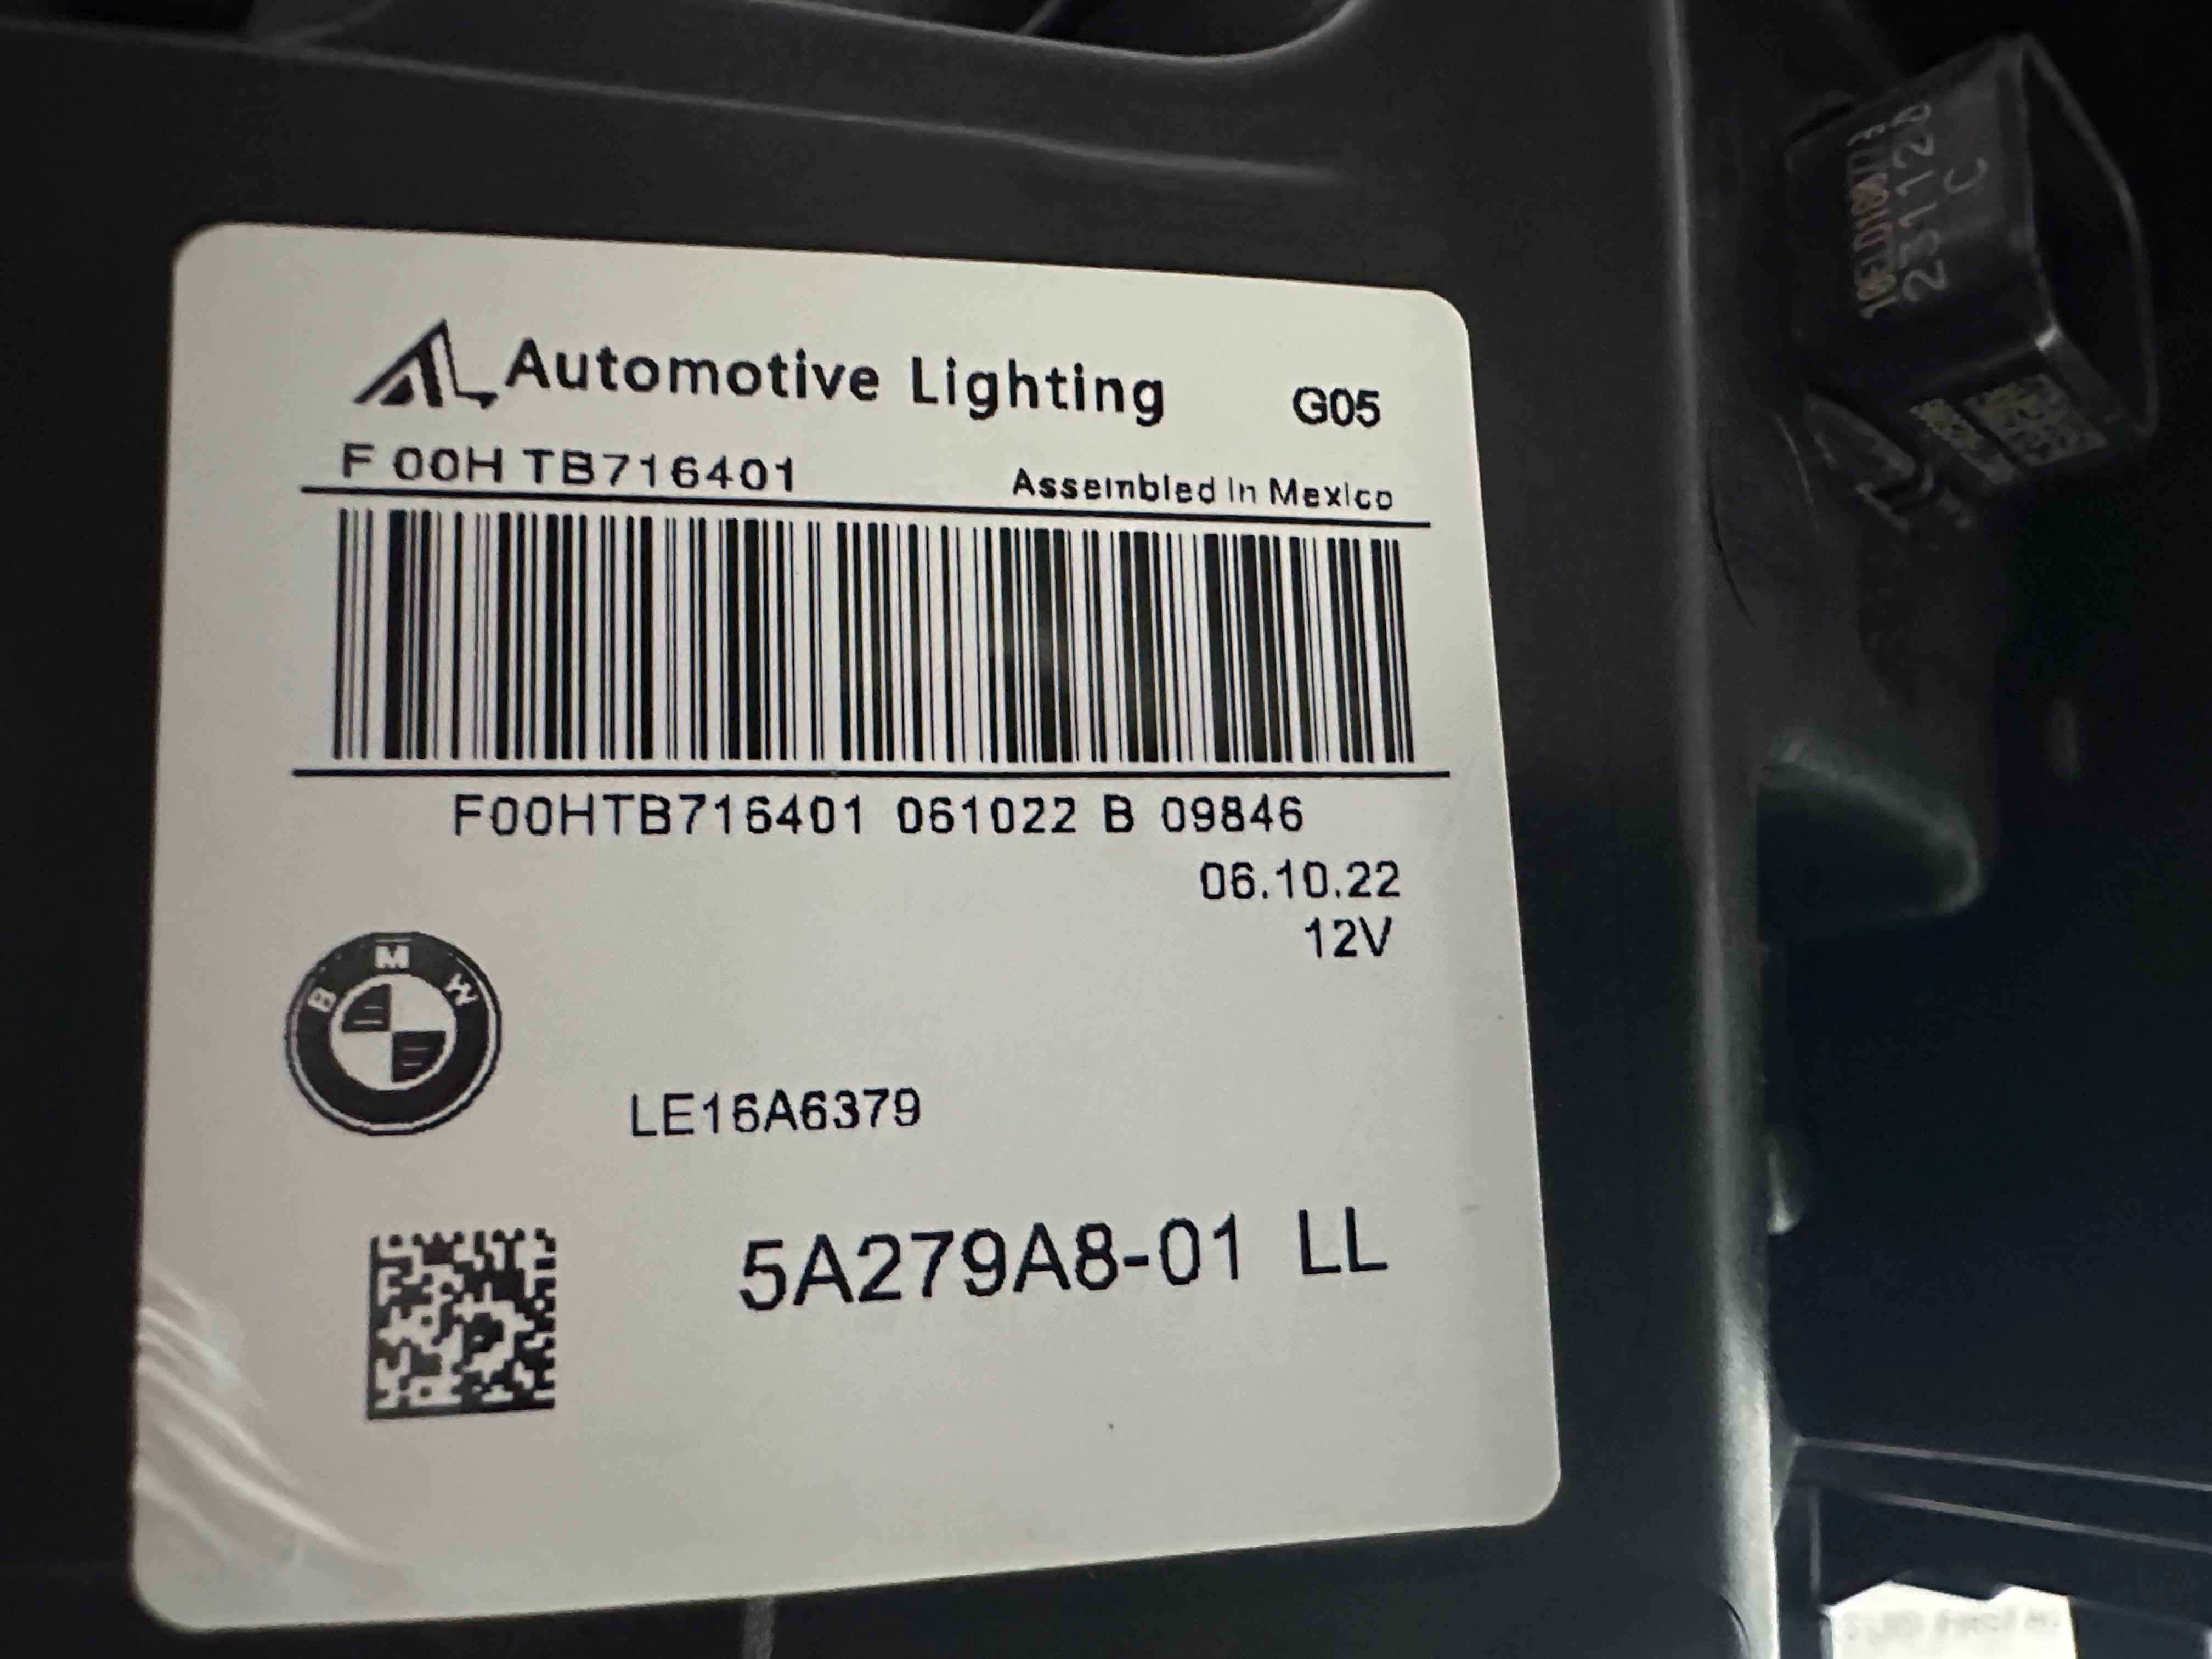 AL Automotive Lighting G05
F 00H TB716401 Assembled In Mexico
F00HTB716401 061022 B 09846
06.10.22
12V
B M W
LE16A6379
5A279A8-01 LL
C